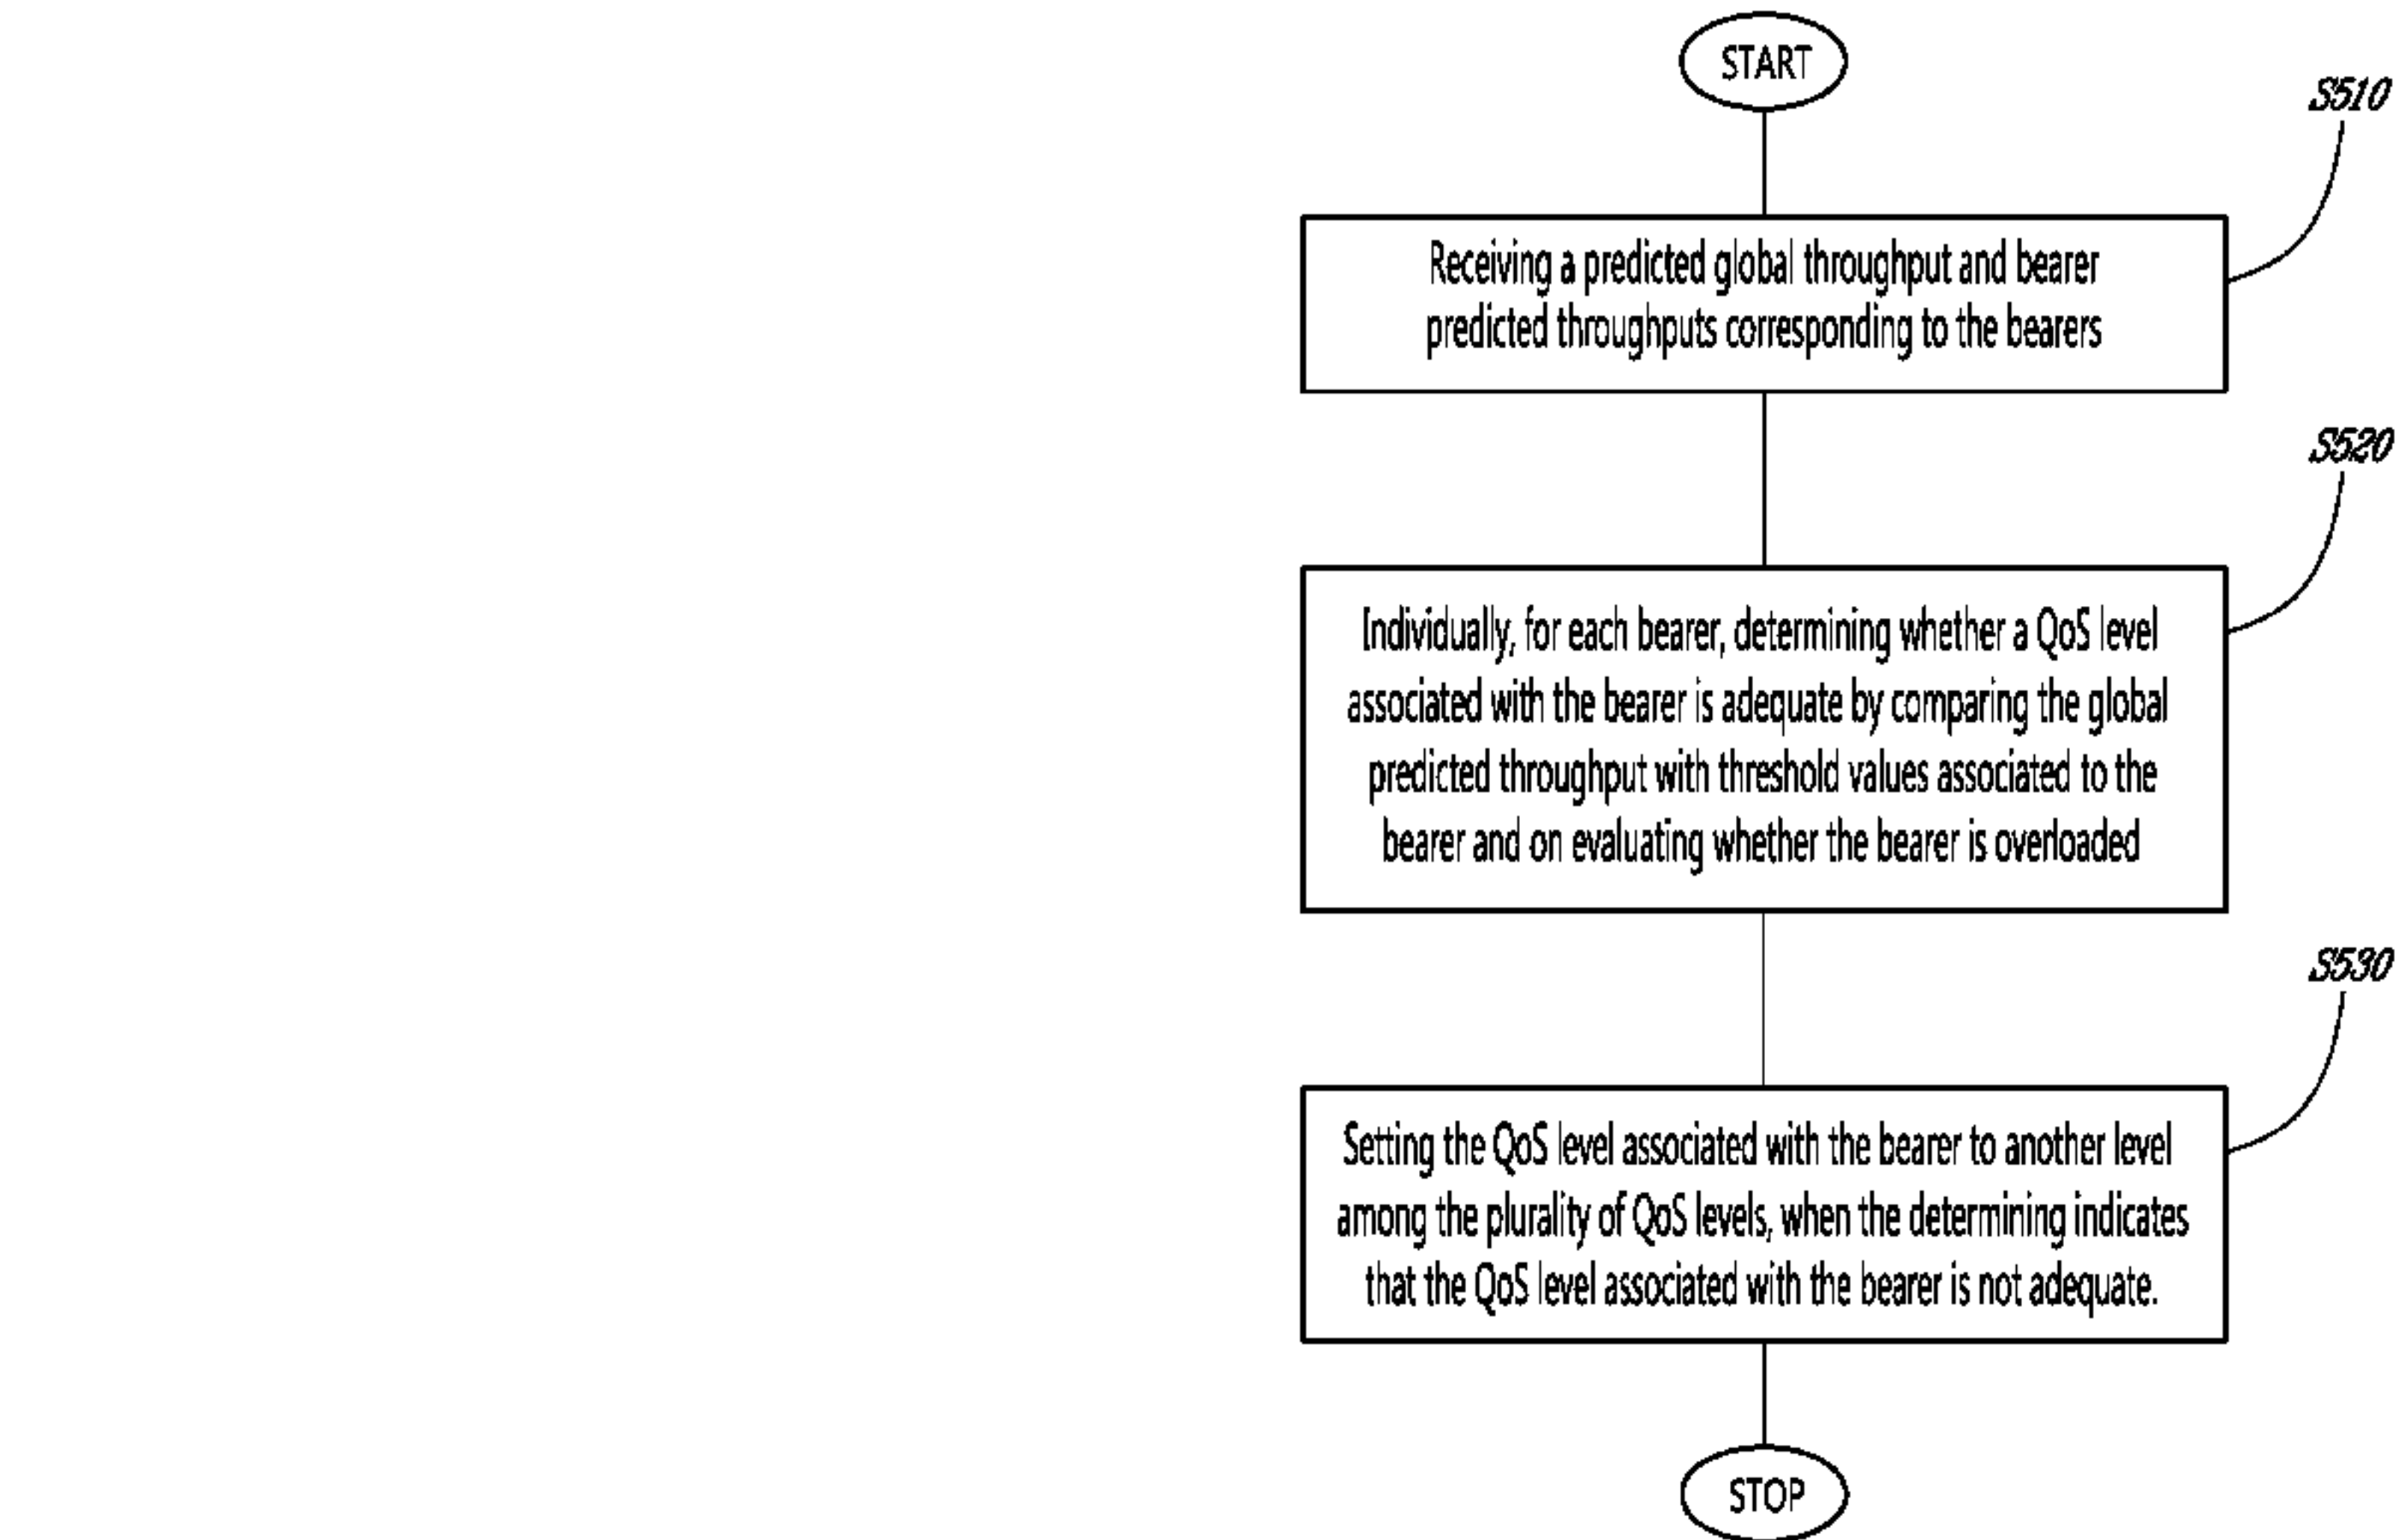 START
S510
Receiving a predicted global throughput and bearer
predicted throughputs corresponding to the bearers
S520
Individually, for each bearer, determining whether a QoS level
associated with the bearer is adequate by comparing the global
predicted throughput with threshold values associated to the
bearer and on evaluating whether the bearer is overloaded
S530
Setting the QoS level associated with the bearer to another level
among the plurality of QoS levels, when the determining indicates
that the QoS level associated with the bearer is not adequate.
STOP